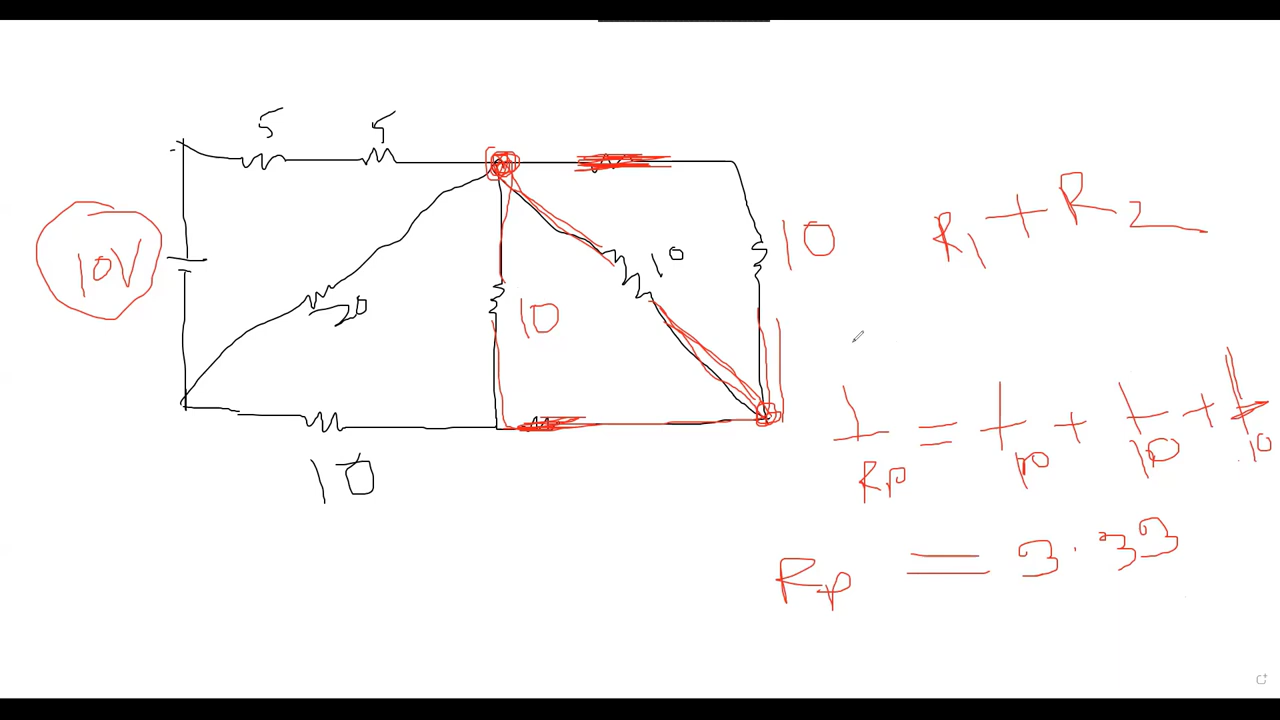 5 5
10V
10
10
20
10
10
R1 + R2
1/Rp = 1/10 + 1/10 + 1/10
Rp = 3.33